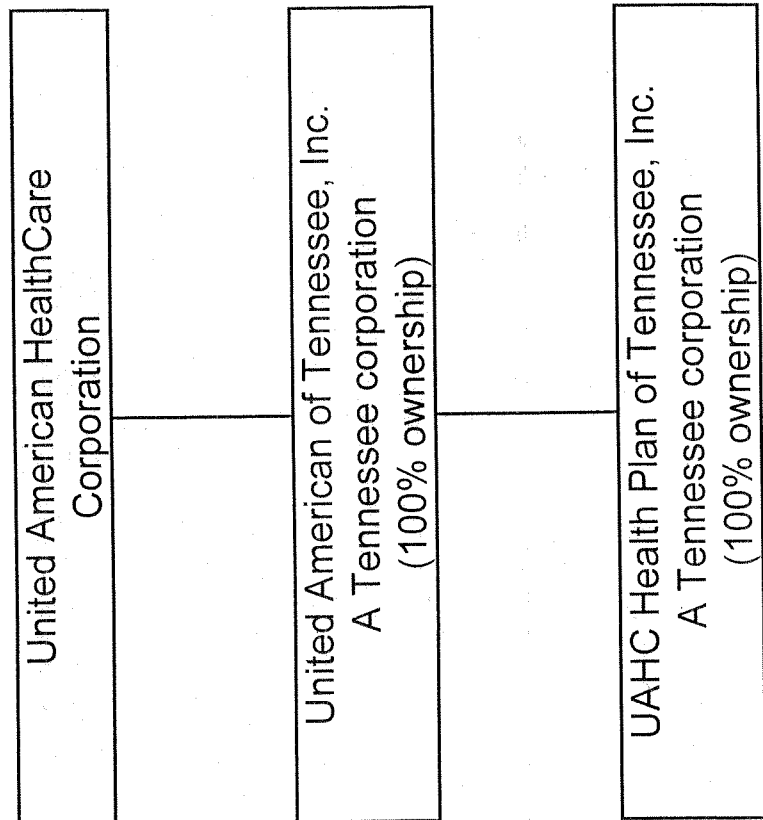 United American HealthCare
Corporation
United American of Tennessee, Inc.
A Tennessee corporation
(100% ownership)
UAHC Health Plan of Tennessee, Inc.
A Tennessee corporation
(100% ownership)